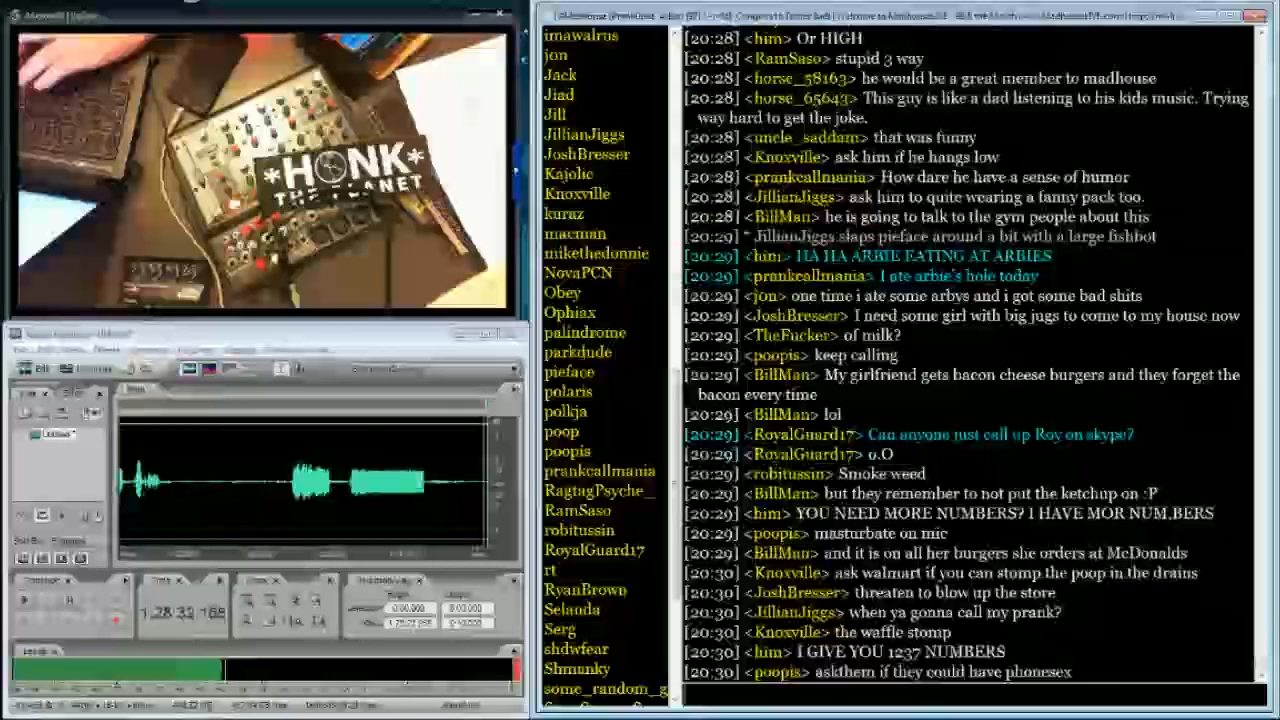 *HONK*
THE PLANET
Edit
imawalrus
jon
Jack
Jiad
Jill
JillianJiggs
JoshBresser
Kajolic
Knoxville
kuraz
macman
mikethedonnie
NovaPCN
Obey
Ophiax
palindrome
parkdude
pieface
polaris
polkja
poop
poopis
prankcallmania
RagtagPsyche_
RamSaso
robitussin
RoyalGuard17
rt
RyanBrown
Selanda
Serg
shdwfear
Shmunky
some_random_g
[20:28] <him> Or HIGH
[20:28] <RamSaso> stupid 3 way
[20:28] <horse_58163> he would be a great member to madhouse
[20:28] <horse_65643> This guy is like a dad listening to his kids music. Trying
way hard to get the joke.
[20:28] <uncle_saddam> that was funny
[20:28] <Knoxville> ask him if he hangs low
[20:28] <prankcallmania> How dare he have a sense of humor
[20:28] <JillianJiggs> ask him to quite wearing a fanny pack too.
[20:28] <BillMan> he is going to talk to the gym people about this
[20:29] * JillianJiggs slaps pieface around a bit with a large fishbot
[20:29] <him> HA HA ARBIE EATING AT ARBIES
[20:29] <prankcallmania> I ate arbie's hole today
[20:29] <jon> one time i ate some arbys and i got some bad shits
[20:29] <JoshBresser> I need some girl with big jugs to come to my house now
[20:29] <TheFucker> of milk?
[20:29] <poopis> keep calling
[20:29] <BillMan> My girlfriend gets bacon cheese burgers and they forget the
bacon every time
[20:29] <BillMan> lol
[20:29] <RoyalGuard17> Can anyone just call up Roy on skype?
[20:29] <RoyalGuard17> o.O
[20:29] <robitussin> Smoke weed
[20:29] <BillMan> but they remember to not put the ketchup on :P
[20:29] <him> YOU NEED MORE NUMBERS? I HAVE MOR NUM,BERS
[20:29] <poopis> masturbate on mic
[20:29] <BillMan> and it is on all her burgers she orders at McDonalds
[20:30] <Knoxville> ask walmart if you can stomp the poop in the drains
[20:30] <JoshBresser> threaten to blow up the store
[20:30] <JillianJiggs> when ya gonna call my prank?
[20:30] <Knoxville> the waffle stomp
[20:30] <him> I GIVE YOU 1237 NUMBERS
[20:30] <poopis> askthem if they could have phonesex